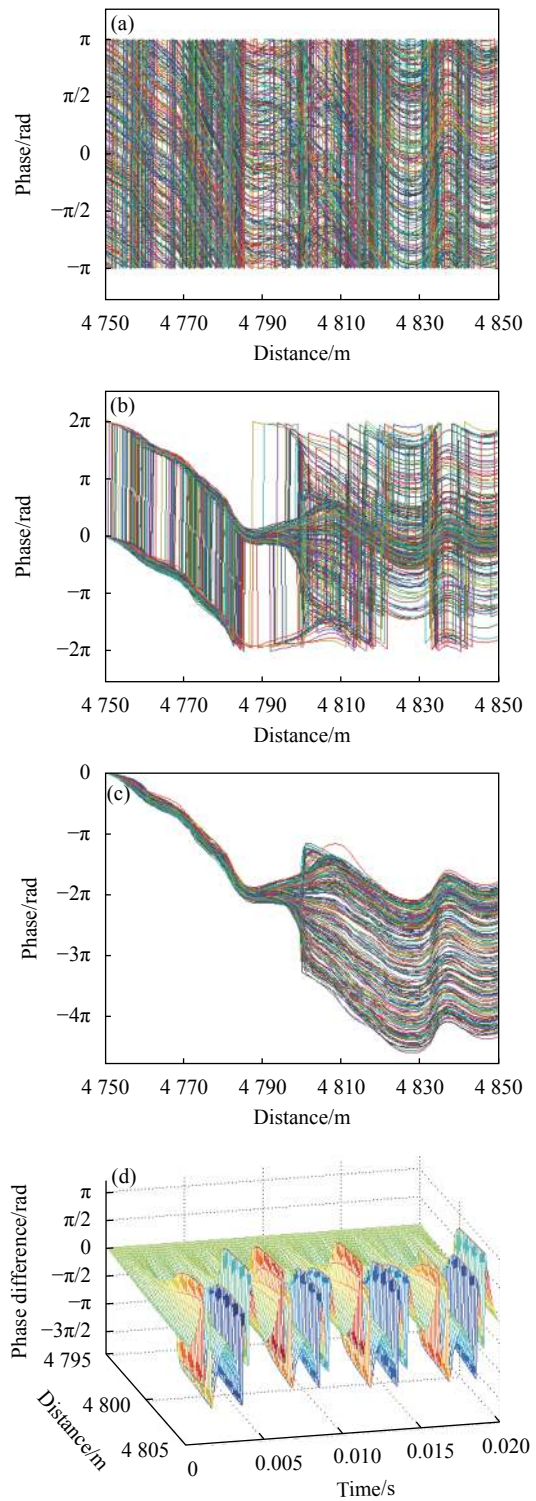 (a)
π
π/2
0
−π/2
−π
Phase/rad
4 750 4 770 4 790 4 810 4 830 4 850
Distance/m
(b)
2π
π
0
−π
−2π
Phase/rad
4 750 4 770 4 790 4 810 4 830 4 850
Distance/m
(c)
0
−π
−2π
−3π
−4π
Phase/rad
4 750 4 770 4 790 4 810 4 830 4 850
Distance/m
(d)
π
π/2
0
−π/2
−π
−3π/2
Phase difference/rad
4 795
4 800
4 805
Distance/m
0 0.005 0.010 0.015 0.020
Time/s